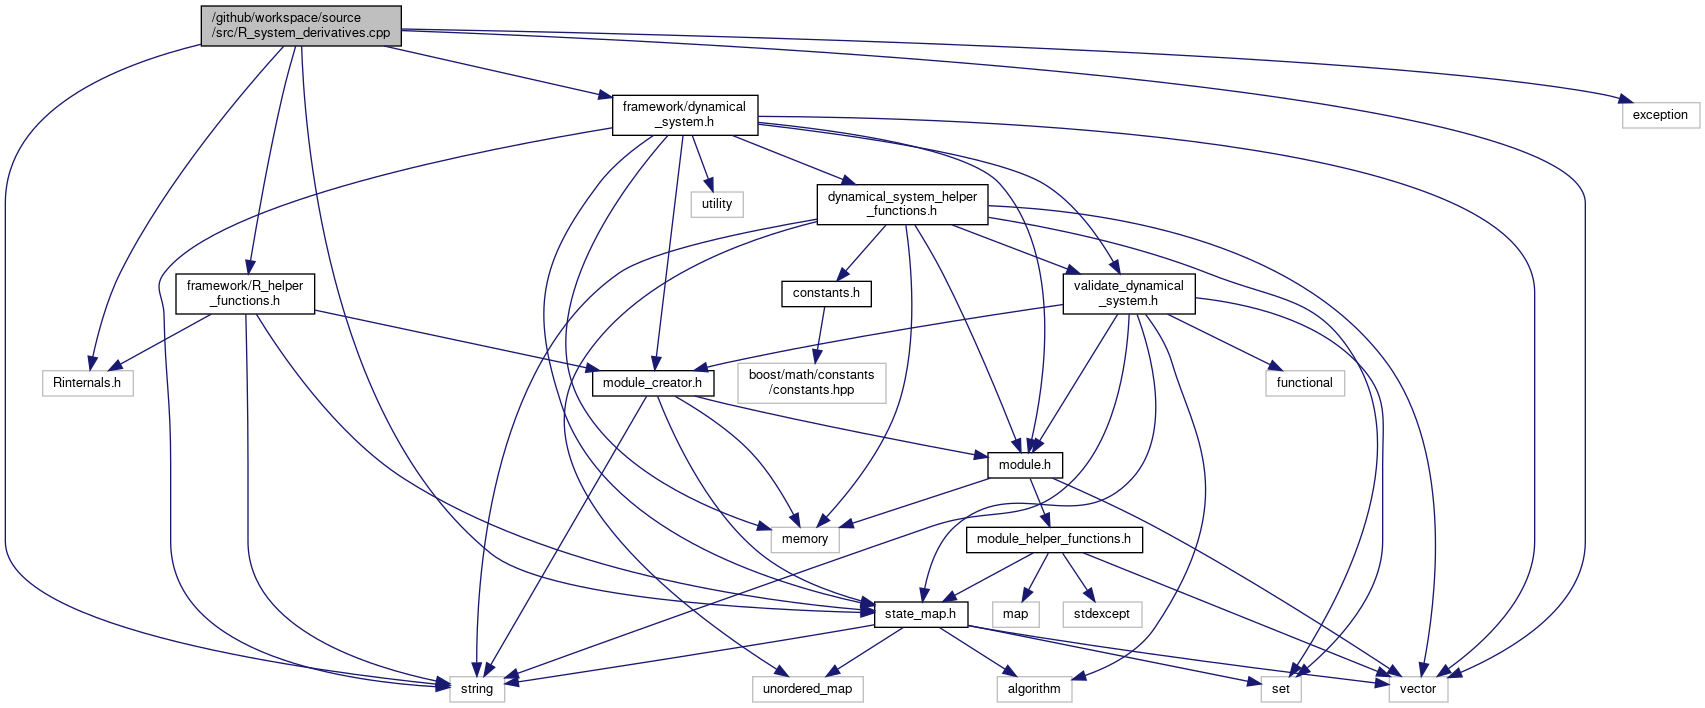 /github/workspace/source
/src/R_system_derivatives.cpp
framework/dynamical
_system.h
exception
utility
dynamical_system_helper
_functions.h
framework/R_helper
_functions.h
constants.h
validate_dynamical
_system.h
Rinternals.h
module_creator.h
boost/math/constants
/constants.hpp
functional
module.h
memory
module_helper_functions.h
state_map.h
map
stdexcept
string
unordered_map
algorithm
set
vector